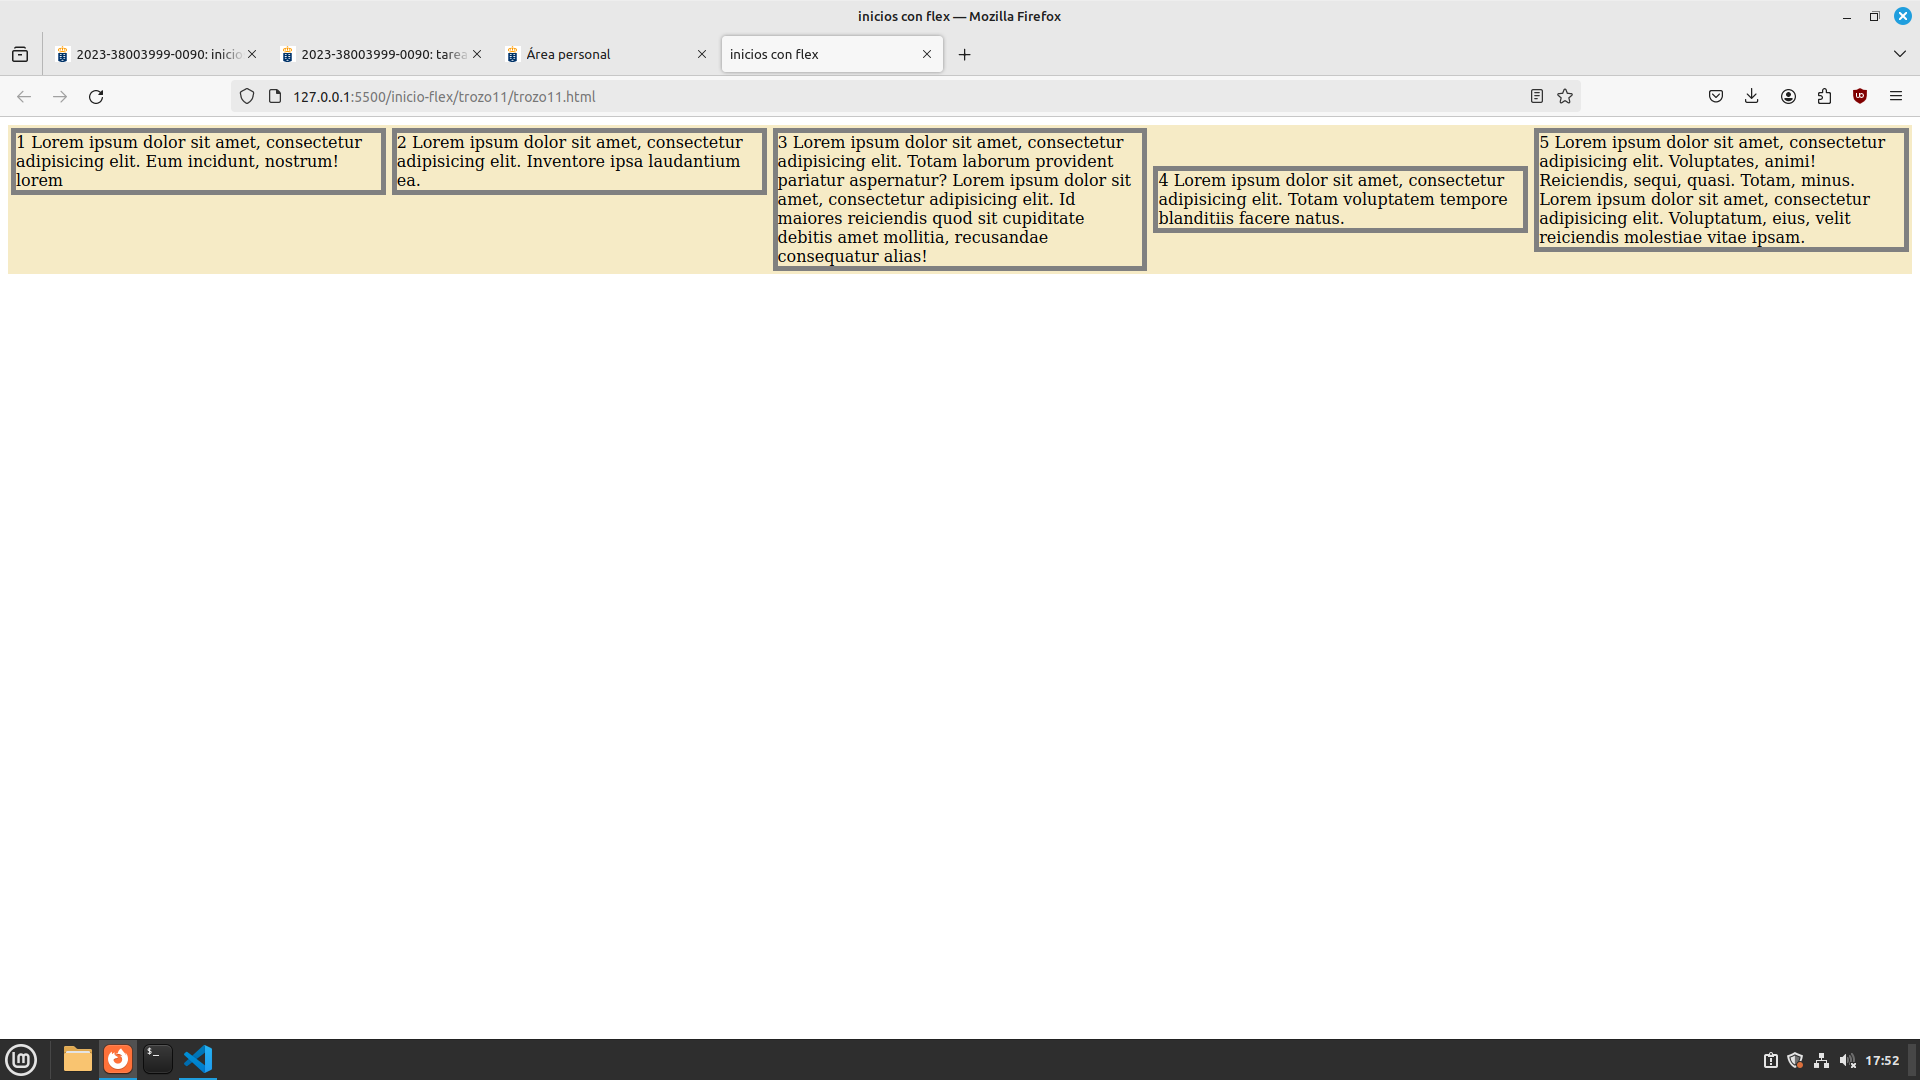 inicios con flex — Mozilla Firefox
2023-38003999-0090: inicio
2023-38003999-0090: tarea
Área personal
inicios con flex
127.0.0.1:5500/inicio-flex/trozo11/trozo11.html
1 Lorem ipsum dolor sit amet, consectetur
adipisicing elit. Eum incidunt, nostrum!
lorem
2 Lorem ipsum dolor sit amet, consectetur
adipisicing elit. Inventore ipsa laudantium
ea.
3 Lorem ipsum dolor sit amet, consectetur
adipisicing elit. Totam laborum provident
pariatur aspernatur? Lorem ipsum dolor sit
amet, consectetur adipisicing elit. Id
maiores reiciendis quod sit cupiditate
debitis amet mollitia, recusandae
consequatur alias!
4 Lorem ipsum dolor sit amet, consectetur
adipisicing elit. Totam voluptatem tempore
blanditiis facere natus.
5 Lorem ipsum dolor sit amet, consectetur
adipisicing elit. Voluptates, animi!
Reiciendis, sequi, quasi. Totam, minus.
Lorem ipsum dolor sit amet, consectetur
adipisicing elit. Voluptatum, eius, velit
reiciendis molestiae vitae ipsam.
17:52